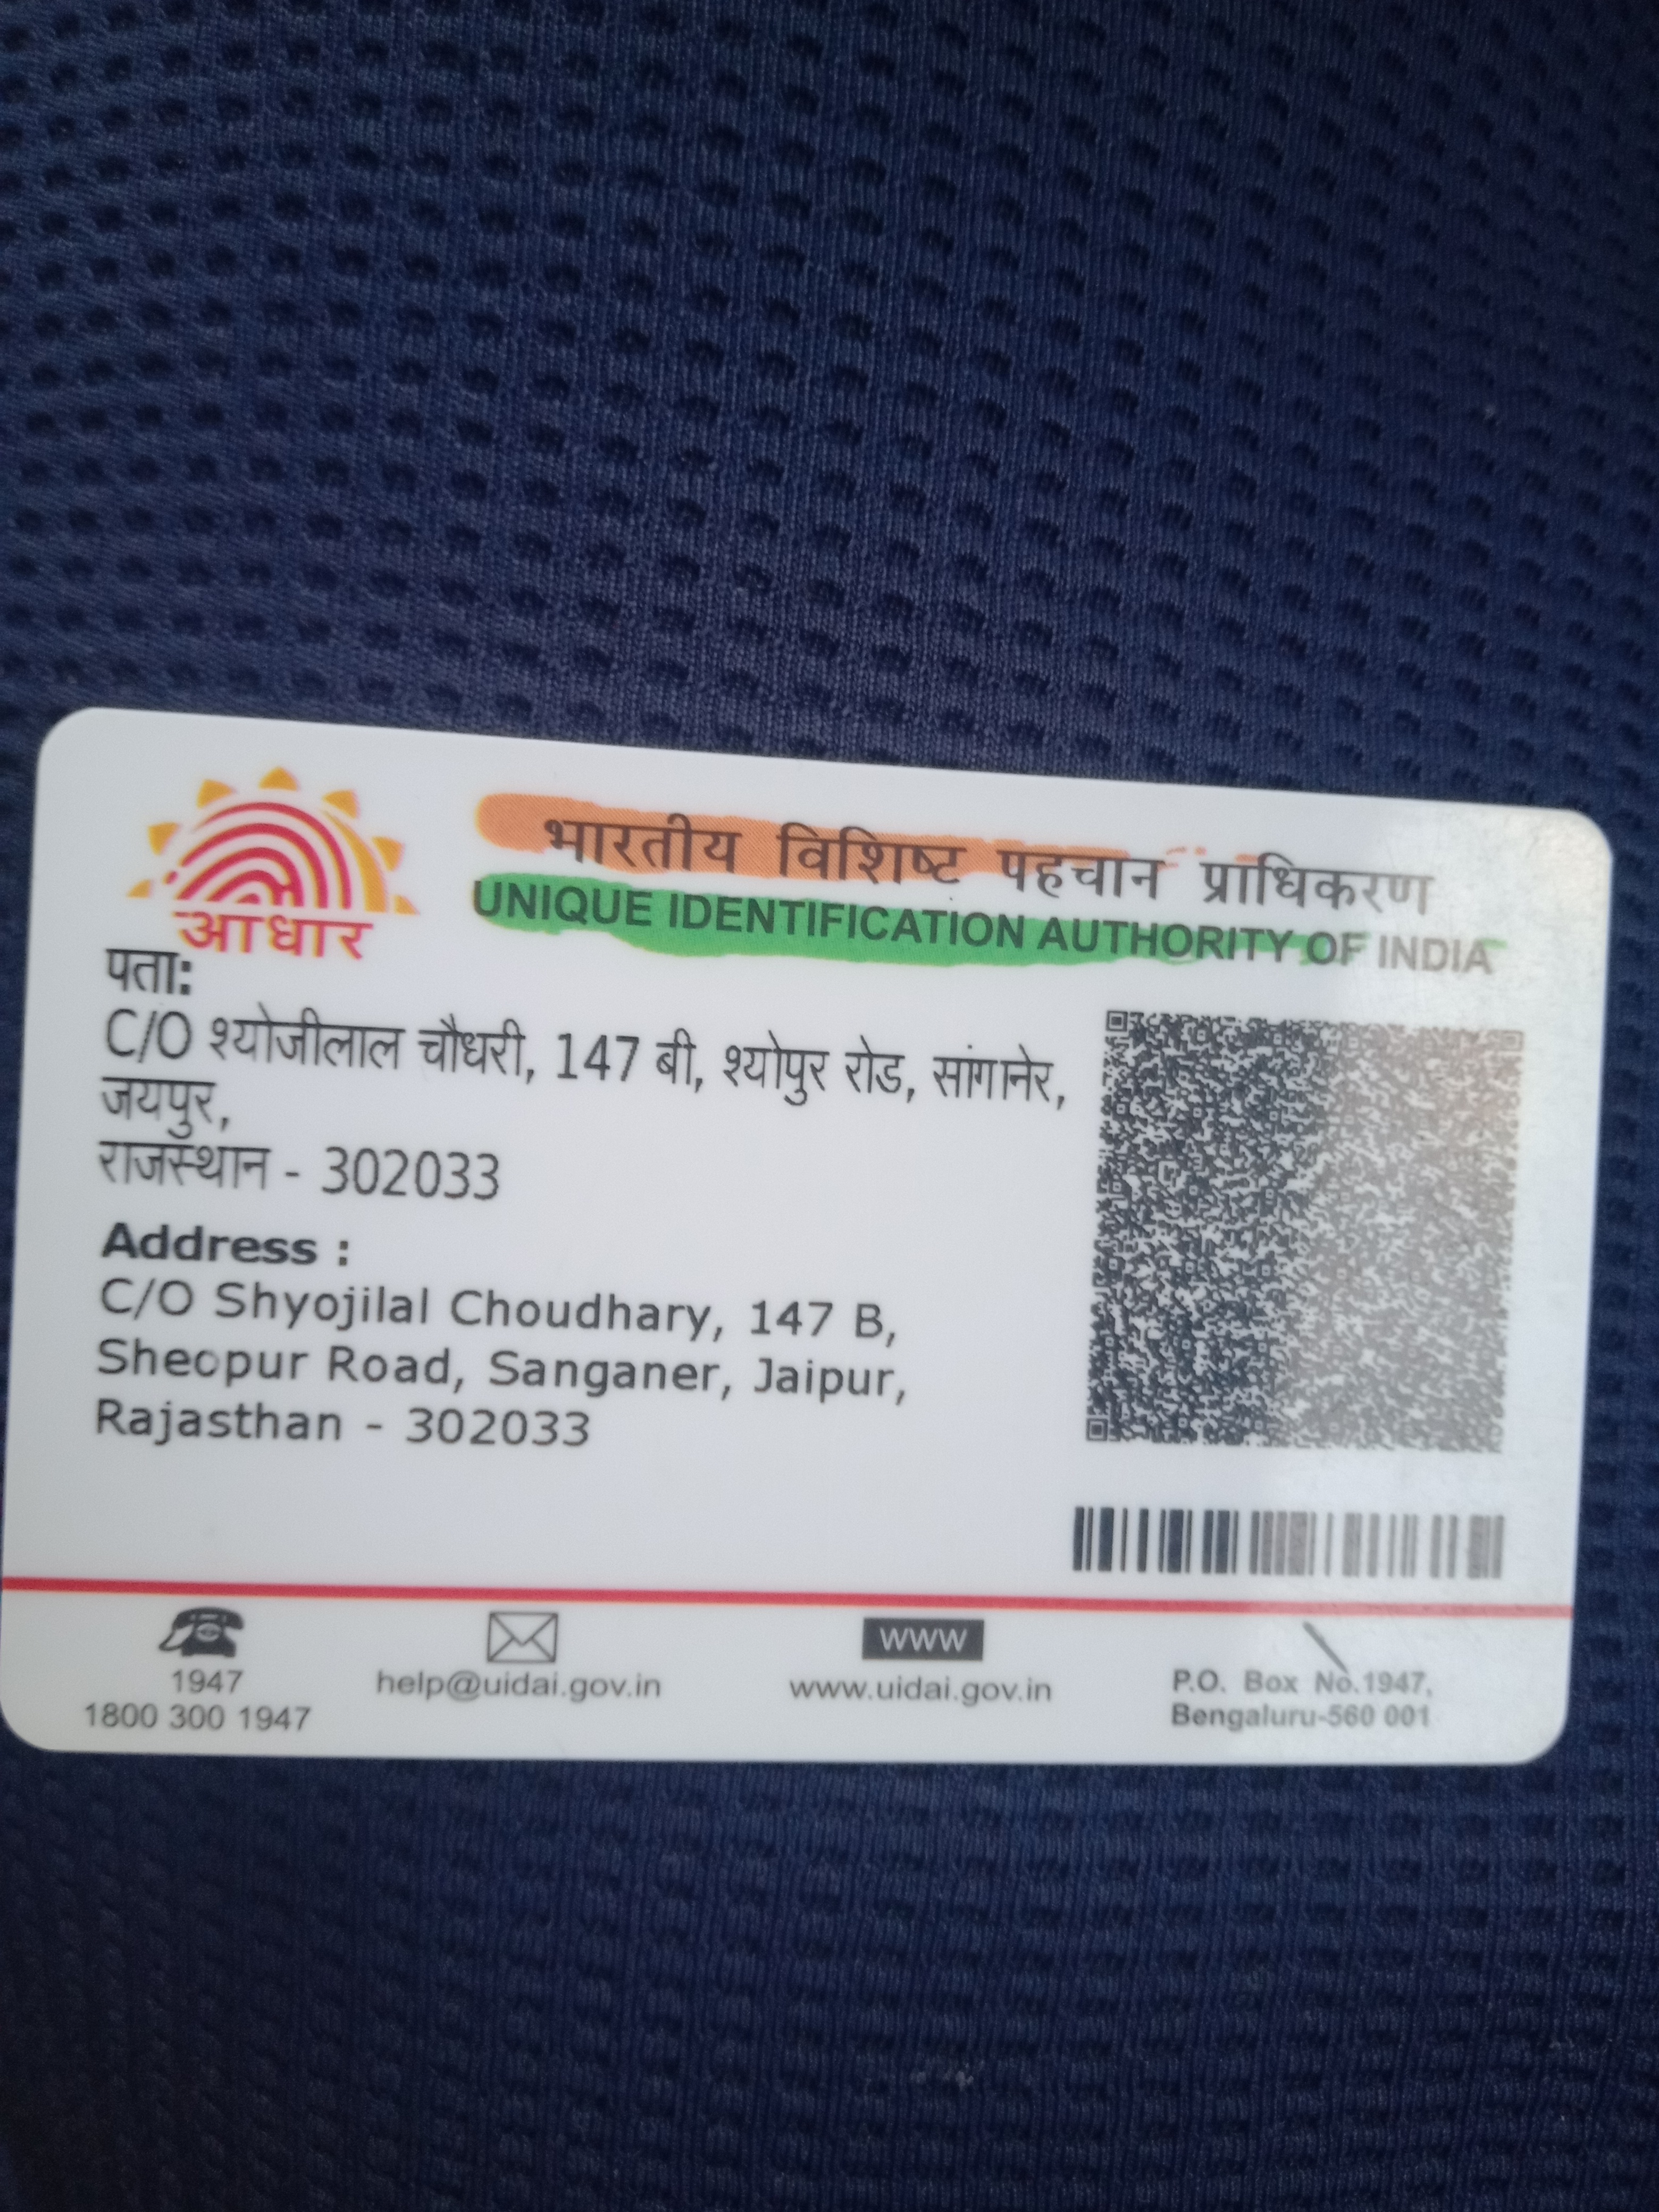 भारतीय विशिष्ट पहचान प्राधिकरण
UNIQUE IDENTIFICATION AUTHORITY OF INDIA
आधार
पता:
C/O श्योजीलाल चौधरी, 147 बी, श्योपुर रोड, सांगानेर,
जयपुर,
राजस्थान - 302033
Address :
C/O Shyojilal Choudhary, 147 B,
Sheopur Road, Sanganer, Jaipur,
Rajasthan - 302033
1947
1800 300 1947
help@uidai.gov.in
www
www.uidai.gov.in
P.O. Box No.1947,
Bengaluru-560 001